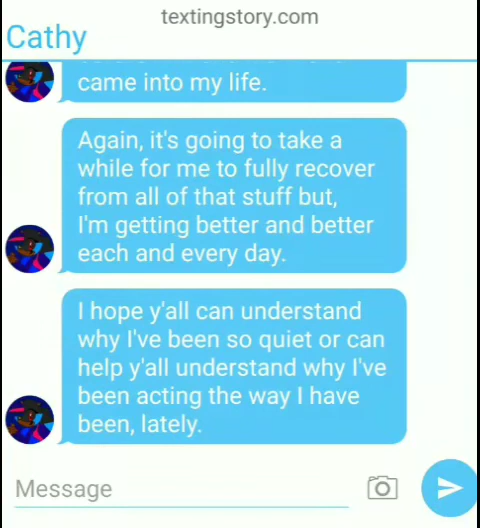 textingstory.com
Cathy
came into my life.
Again, it's going to take a
while for me to fully recover
from all of that stuff but,
I'm getting better and better
each and every day.
I hope y'all can understand
why I've been so quiet or can
help y'all understand why I've
been acting the way I have
been, lately.
Message